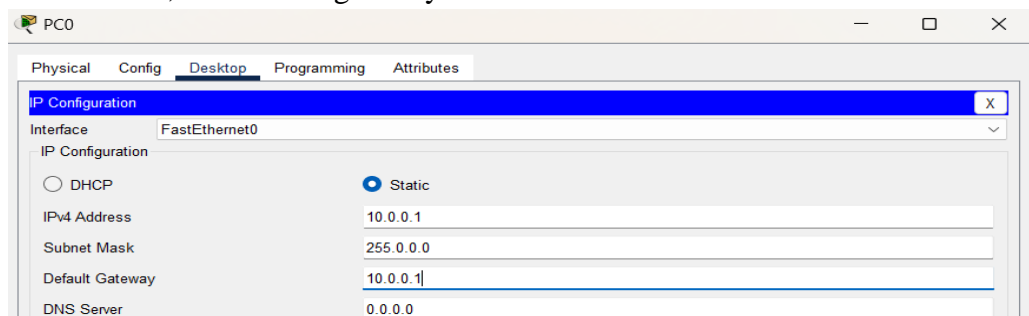 PC0
Physical Config Desktop Programming Attributes
IP Configuration X
Interface FastEthernet0
IP Configuration
DHCP Static
IPv4 Address 10.0.0.1
Subnet Mask 255.0.0.0
Default Gateway 10.0.0.1
DNS Server 0.0.0.0